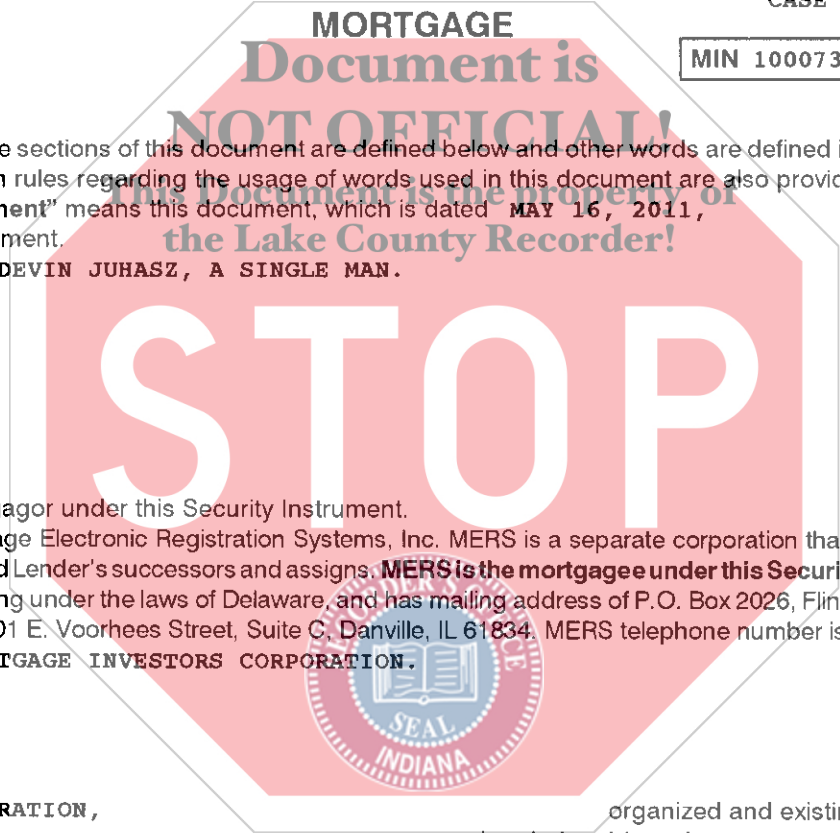 CASE
MORTGAGE
Document is
MIN 100073
NOT OFFICIAL!
e sections of this document are defined below and other words are defined i
n rules regarding the usage of words used in this document are also provid
This Document is the property of
ment" means this document, which is dated MAY 16, 2011,
ment.
the Lake County Recorder!
DEVIN JUHASZ, A SINGLE MAN.
STOP
agor under this Security Instrument.
ge Electronic Registration Systems, Inc. MERS is a separate corporation tha
d Lender's successors and assigns. MERS is the mortgagee under this Securi
ng under the laws of Delaware, and has mailing address of P.O. Box 2026, Flin
01 E. Voorhees Street, Suite C, Danville, IL 61834. MERS telephone number is
TGAGE INVESTORS CORPORATION.
SEAL
INDIANA
RATION,
organized and existin